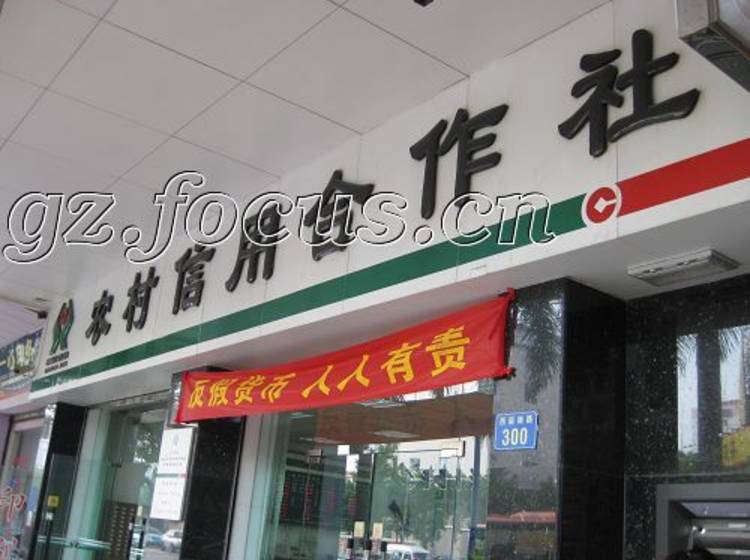 农村信用合作社
gz.focus.cn
反假货币 人人有责
300